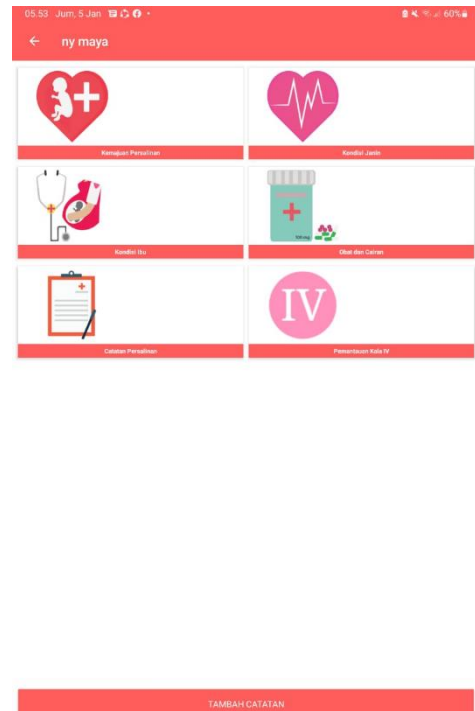 05.53 Jum, 5 Jan
60%
ny maya
Kemajuan Persalinan
Kondisi Janin
Kondisi Ibu
Obat dan Cairan
Catatan Persalinan
IV
Pemantauan Kala IV
TAMBAH CATATAN